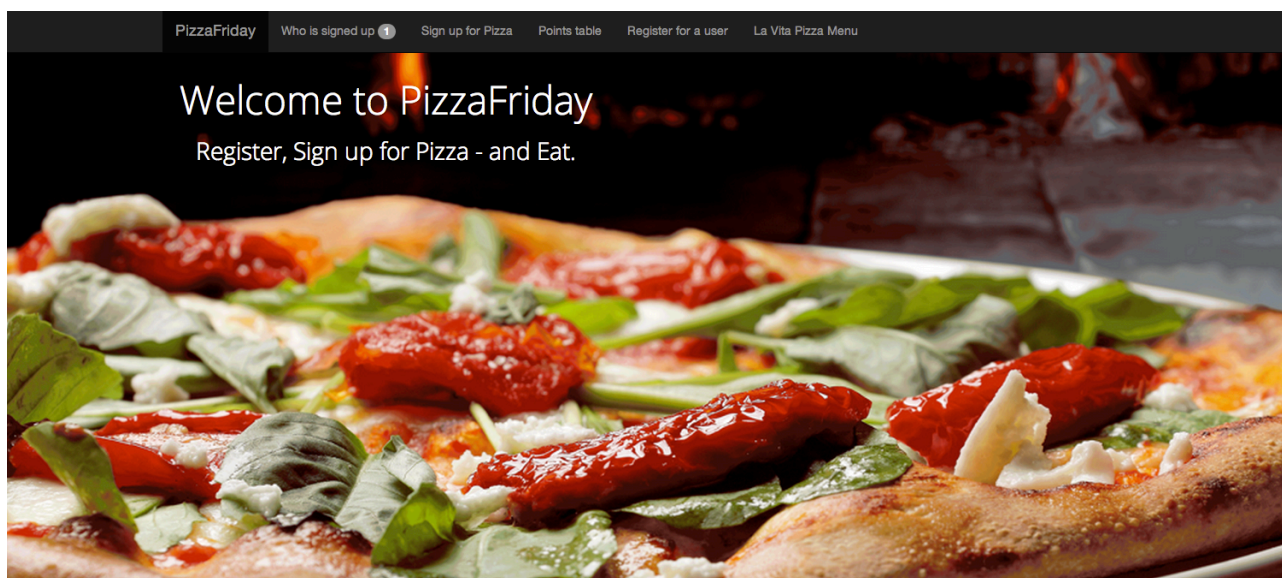 PizzaFriday Who is signed up 1 Sign up for Pizza Points table Register for a user La Vita Pizza Menu
Welcome to PizzaFriday
Register, Sign up for Pizza - and Eat.